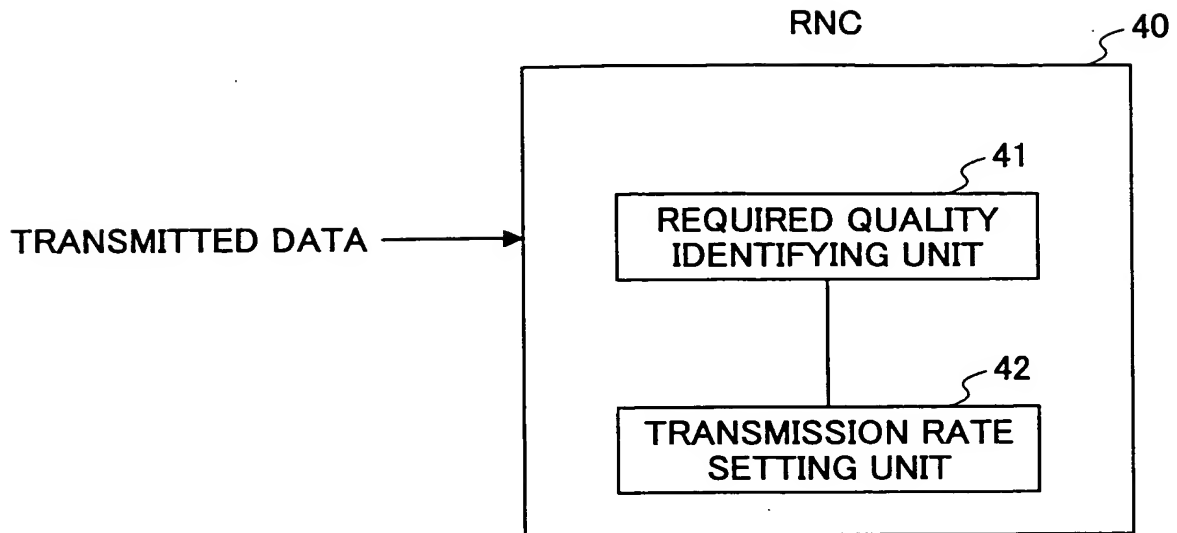 RNC
40
41
REQUIRED QUALITY
IDENTIFYING UNIT
TRANSMITTED DATA
42
TRANSMISSION RATE
SETTING UNIT